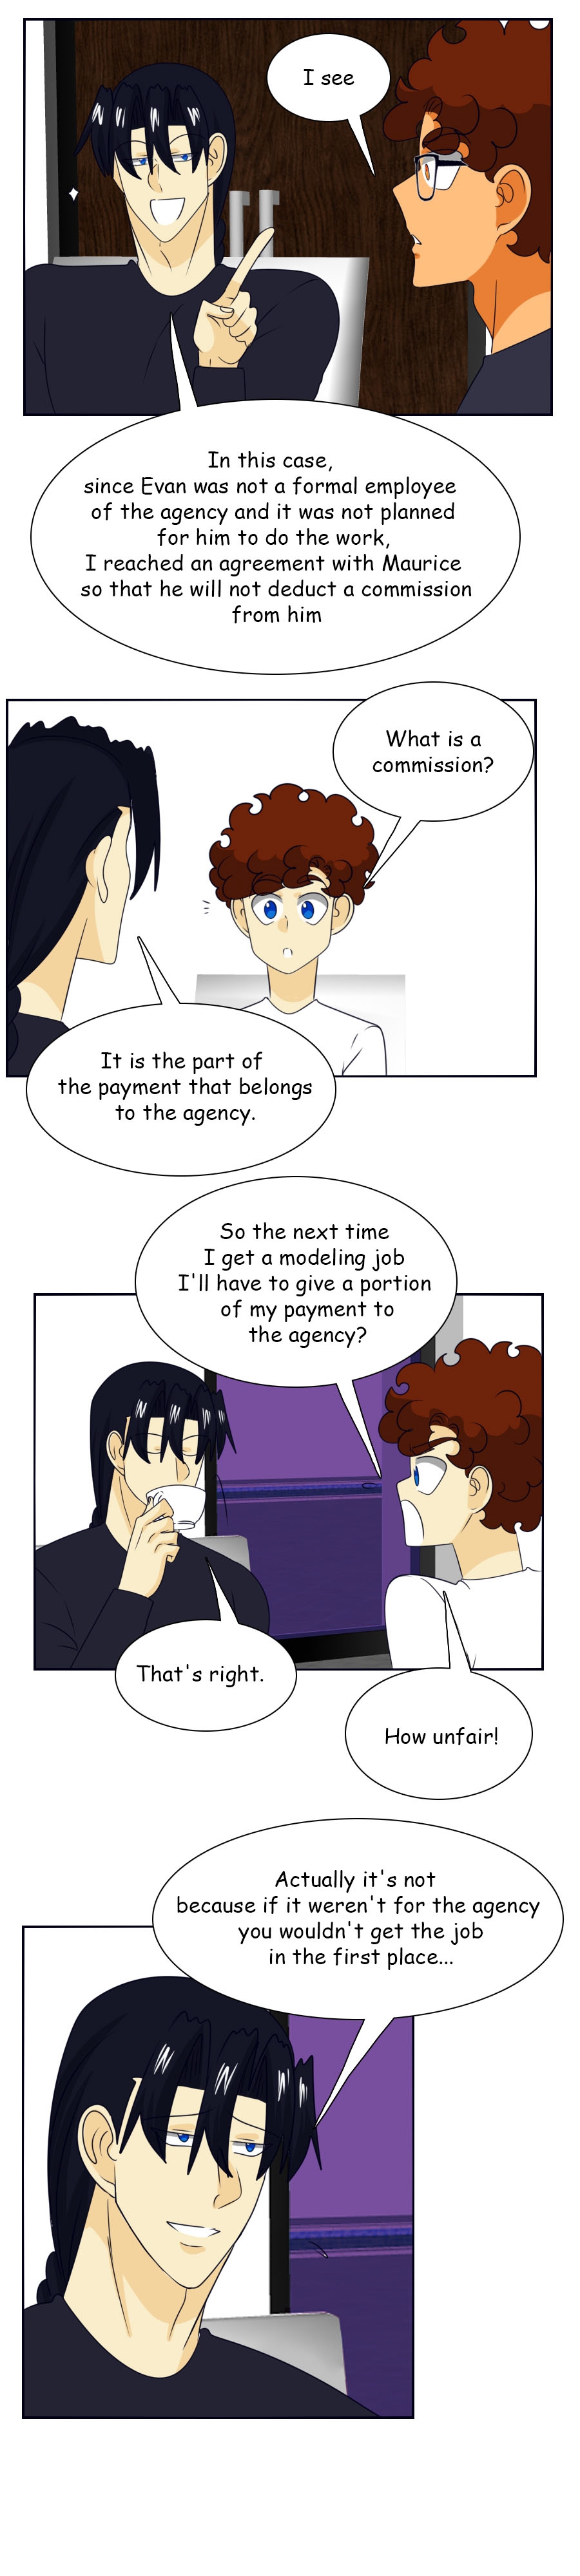 I see
In this case,
since Evan was not a formal employee
of the agency and it was not planned
for him to do the work,
I reached an agreement with Maurice
so that he will not deduct a commission
from him
What is a
commission?
It is the part of
the payment that belongs
to the agency.
So the next time
I get a modeling job
I'll have to give a portion
of my payment to
the agency?
That's right.
How unfair!
Actually it's not
because if it weren't for the agency
you wouldn't get the job
in the first place...